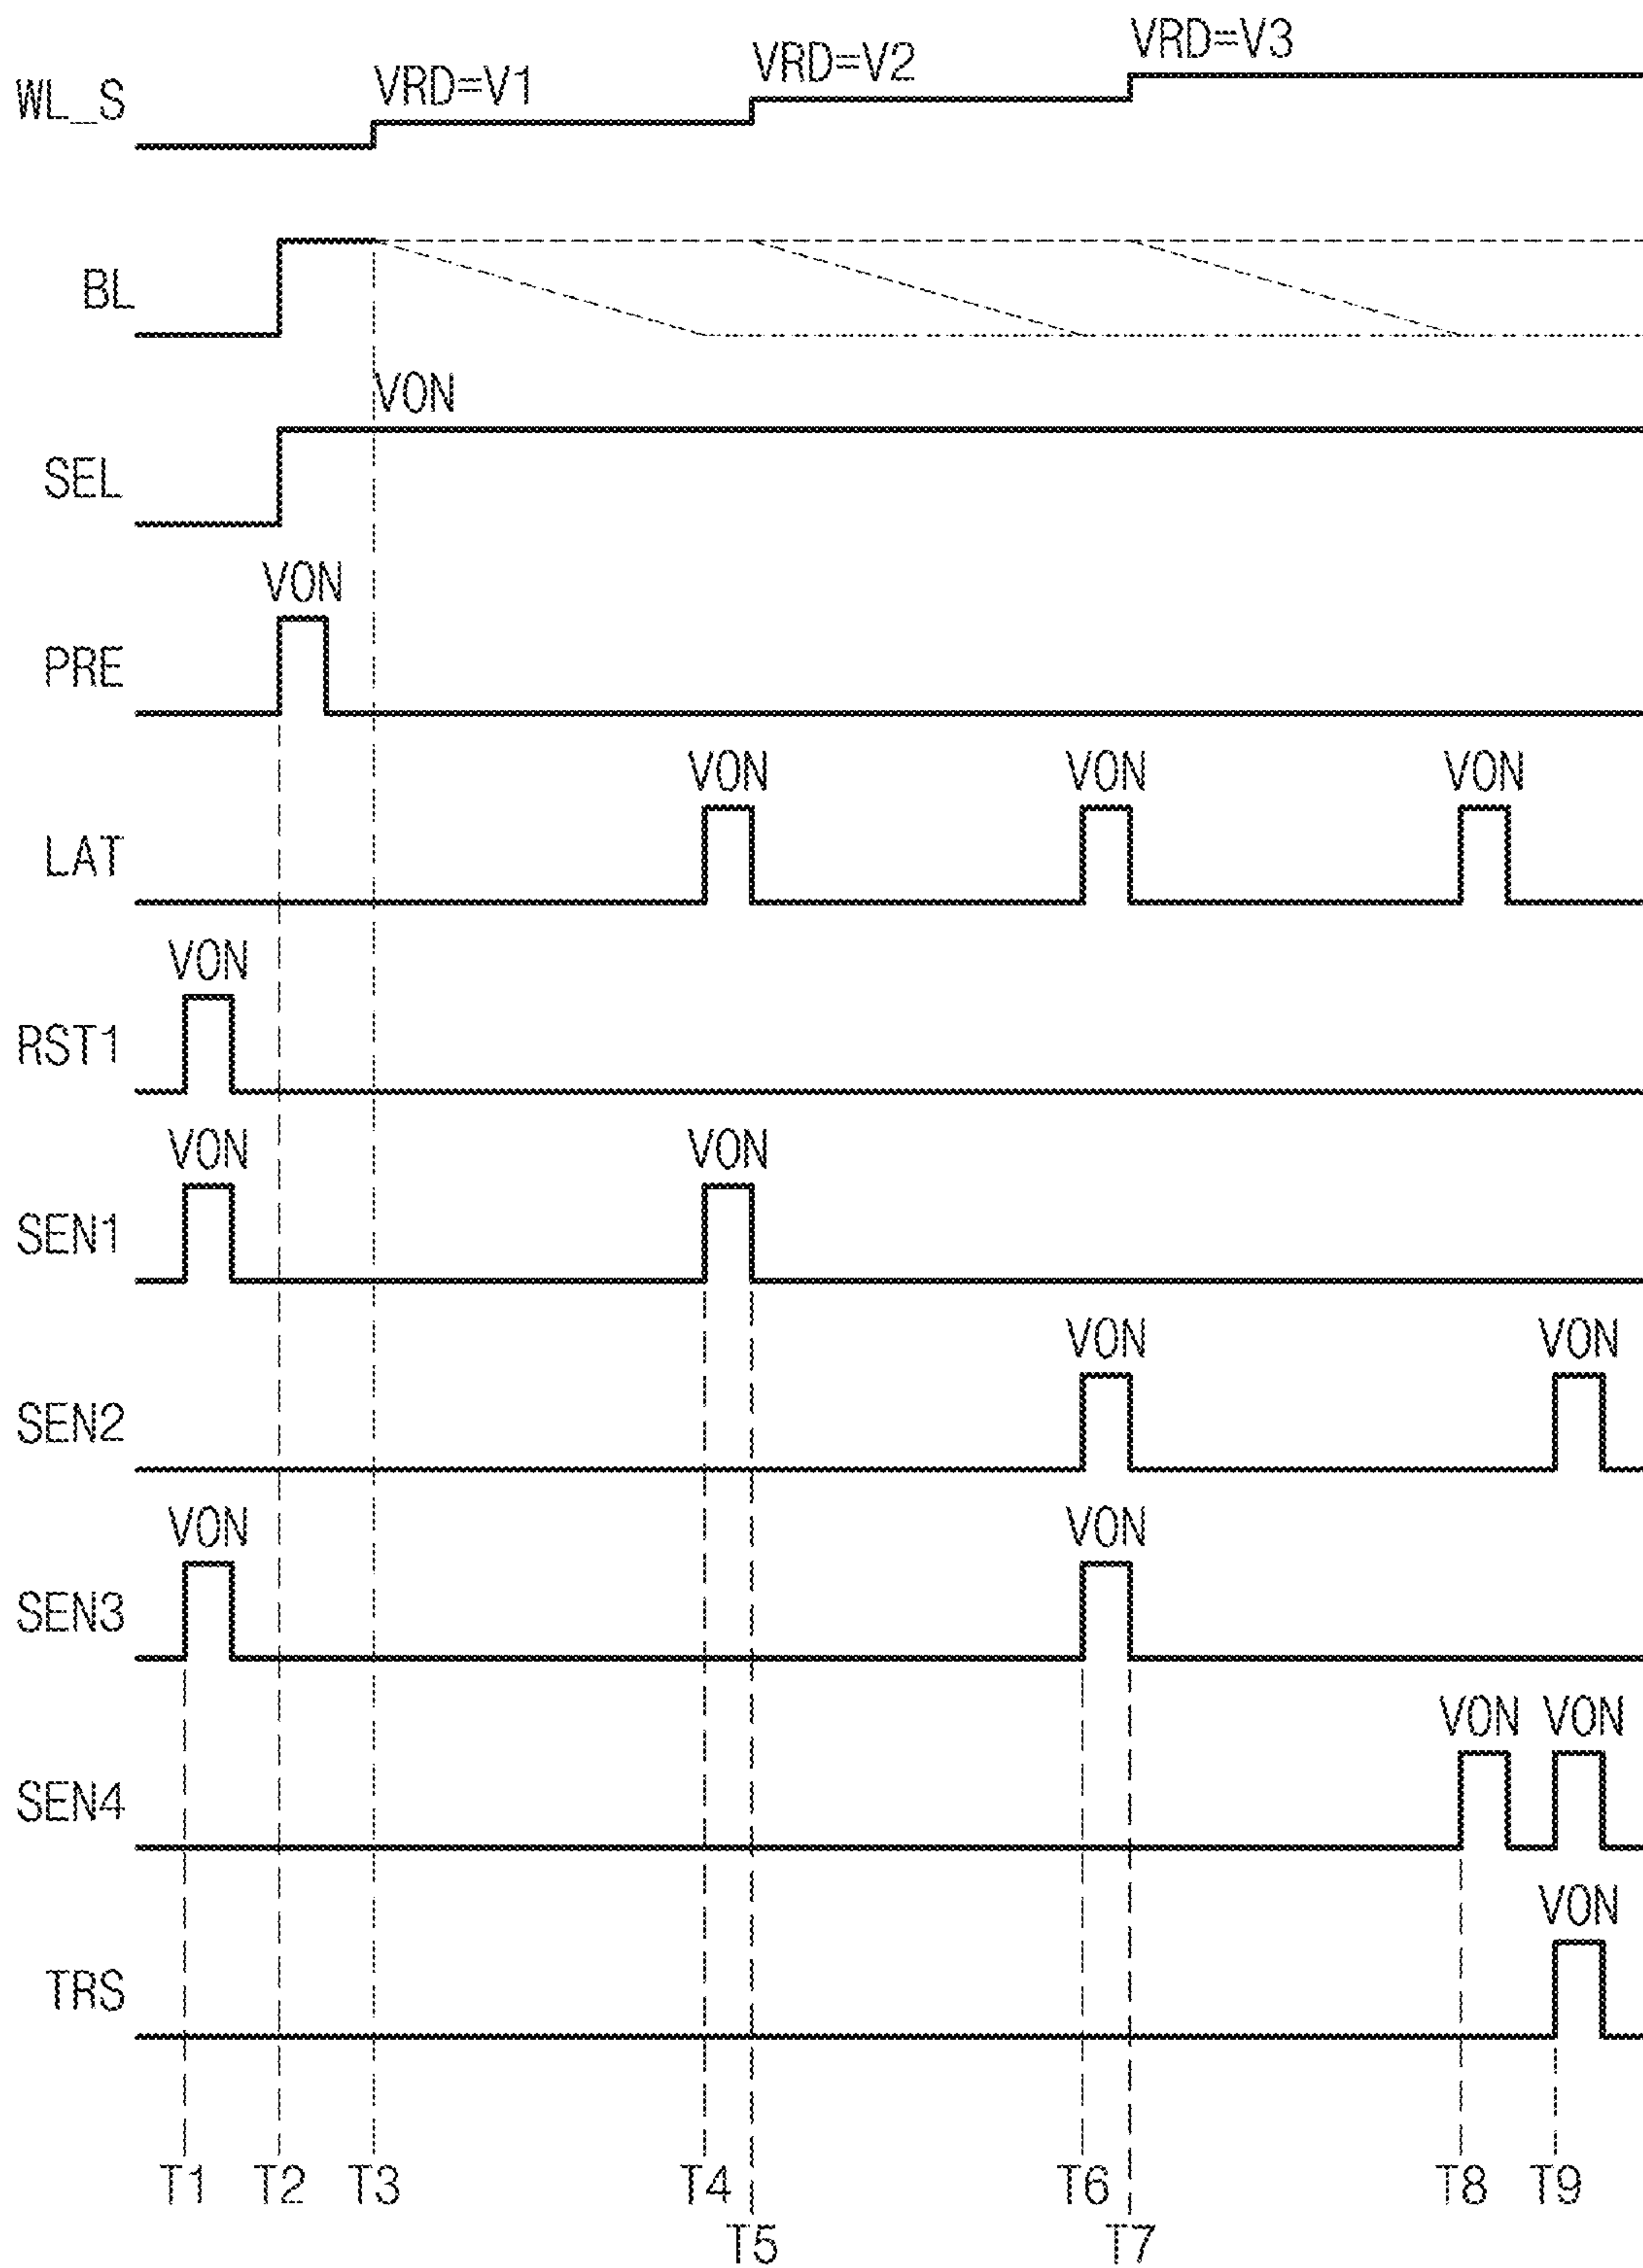 VRD=V3
VRD=V2
VRD=V1
WL_S
BL
VON
SEL
VON
PRE
VON VON VON
LAT
VON
RST1
VON VON
SEN1
VON VON
SEN2
VON VON
SEN3
VON VON
SEN4
VON
TRS
T1 T2 T3 T4 T6 T8 T9
T5 T7